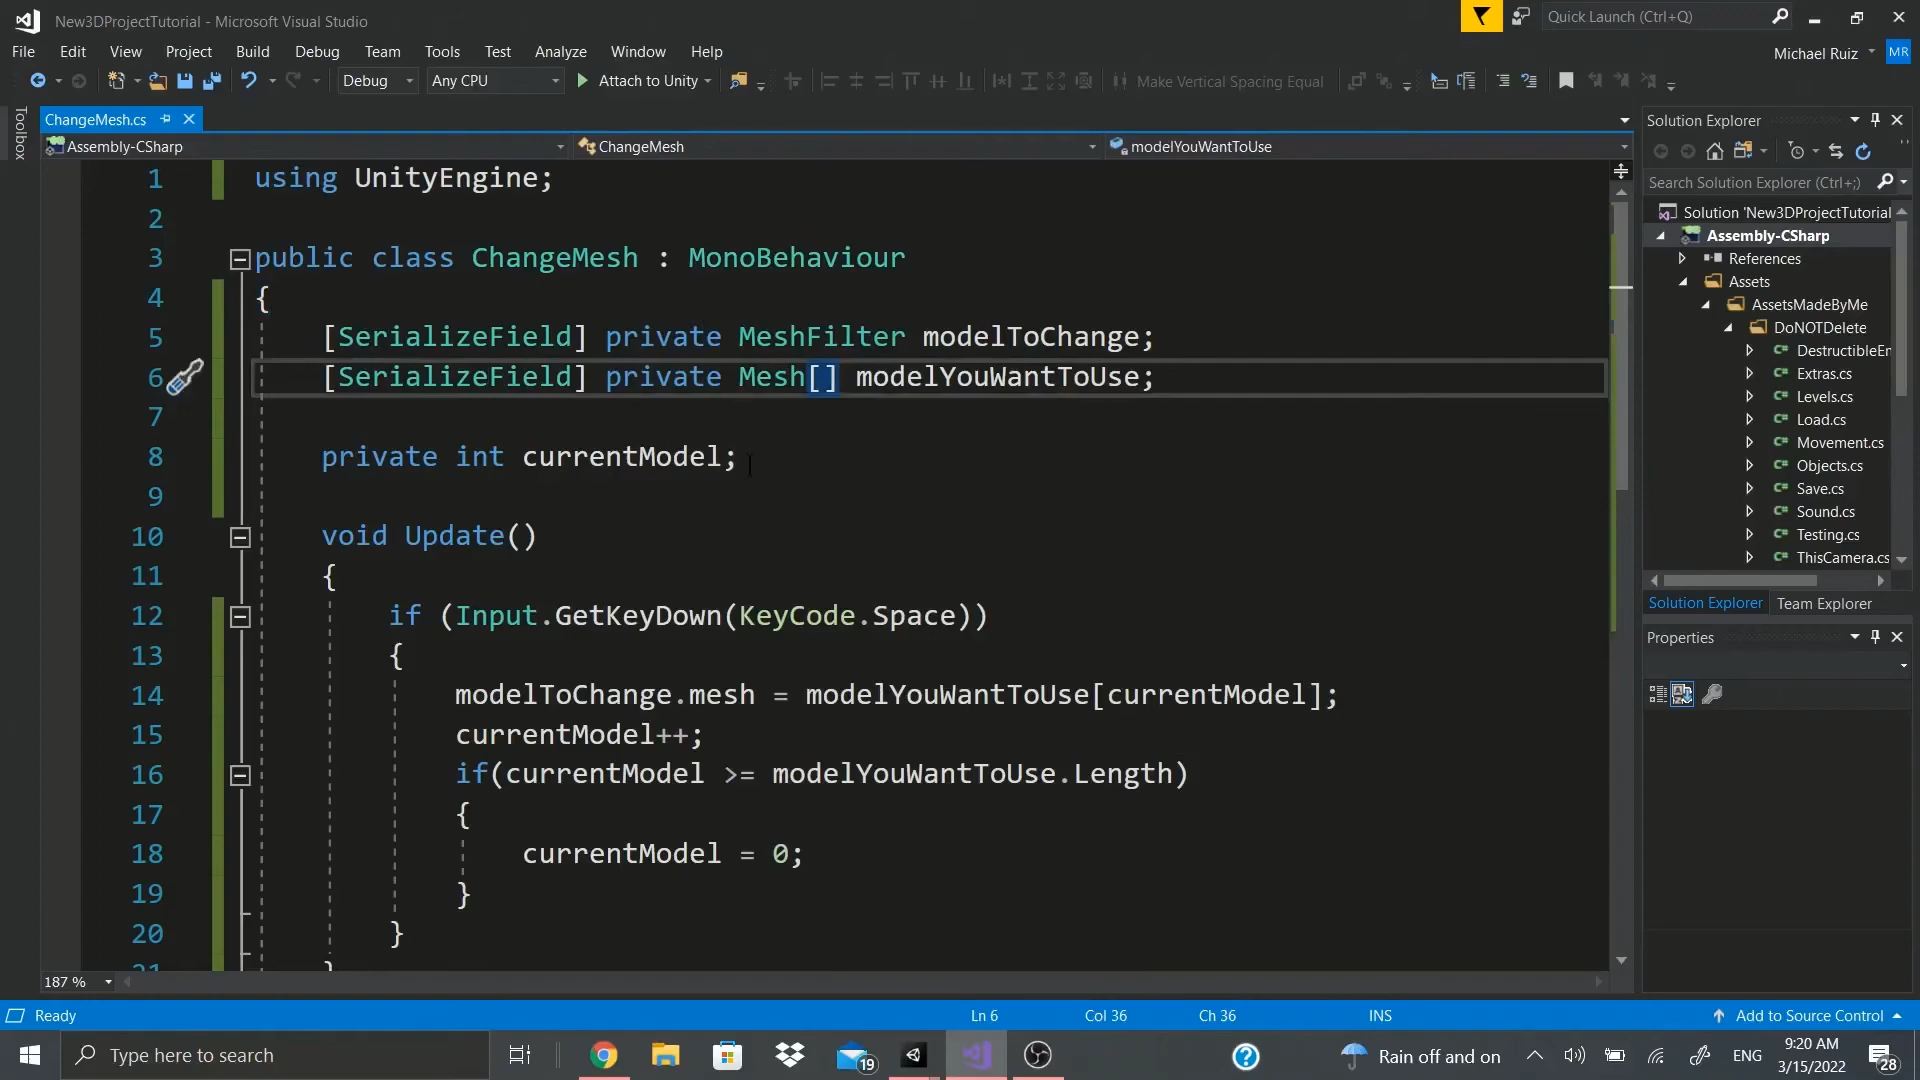 New3DProjectTutorial - Microsoft Visual Studio
Quick Launch (Ctrl+Q)
File Edit View Project Build Debug Team Tools Test Analyze Window Help
Michael Ruiz MR
Debug Any CPU Attach to Unity Make Vertical Spacing Equal
Toolbox
ChangeMesh.cs
Assembly-CSharp ChangeMesh modelYouWantToUse
1 using UnityEngine;
2
3 public class ChangeMesh : MonoBehaviour
4 {
5 [SerializeField] private MeshFilter modelToChange;
6 [SerializeField] private Mesh[] modelYouWantToUse;
7
8 private int currentModel;
9
10 void Update()
11 {
12 if (Input.GetKeyDown(KeyCode.Space))
13 {
14 modelToChange.mesh = modelYouWantToUse[currentModel];
15 currentModel++;
16 if(currentModel >= modelYouWantToUse.Length)
17 {
18 currentModel = 0;
19 }
20 }
21 }
187 %
Solution Explorer
Search Solution Explorer (Ctrl+;)
Solution 'New3DProjectTutorial
Assembly-CSharp
References
Assets
AssetsMadeByMe
DoNOTDelete
DestructibleEn
Extras.cs
Levels.cs
Load.cs
Movement.cs
Objects.cs
Save.cs
Sound.cs
Testing.cs
ThisCamera.cs
Solution Explorer Team Explorer
Properties
Ready Ln 6 Col 36 Ch 36 INS Add to Source Control
Type here to search
19
Rain off and on
ENG
9:20 AM
3/15/2022
28